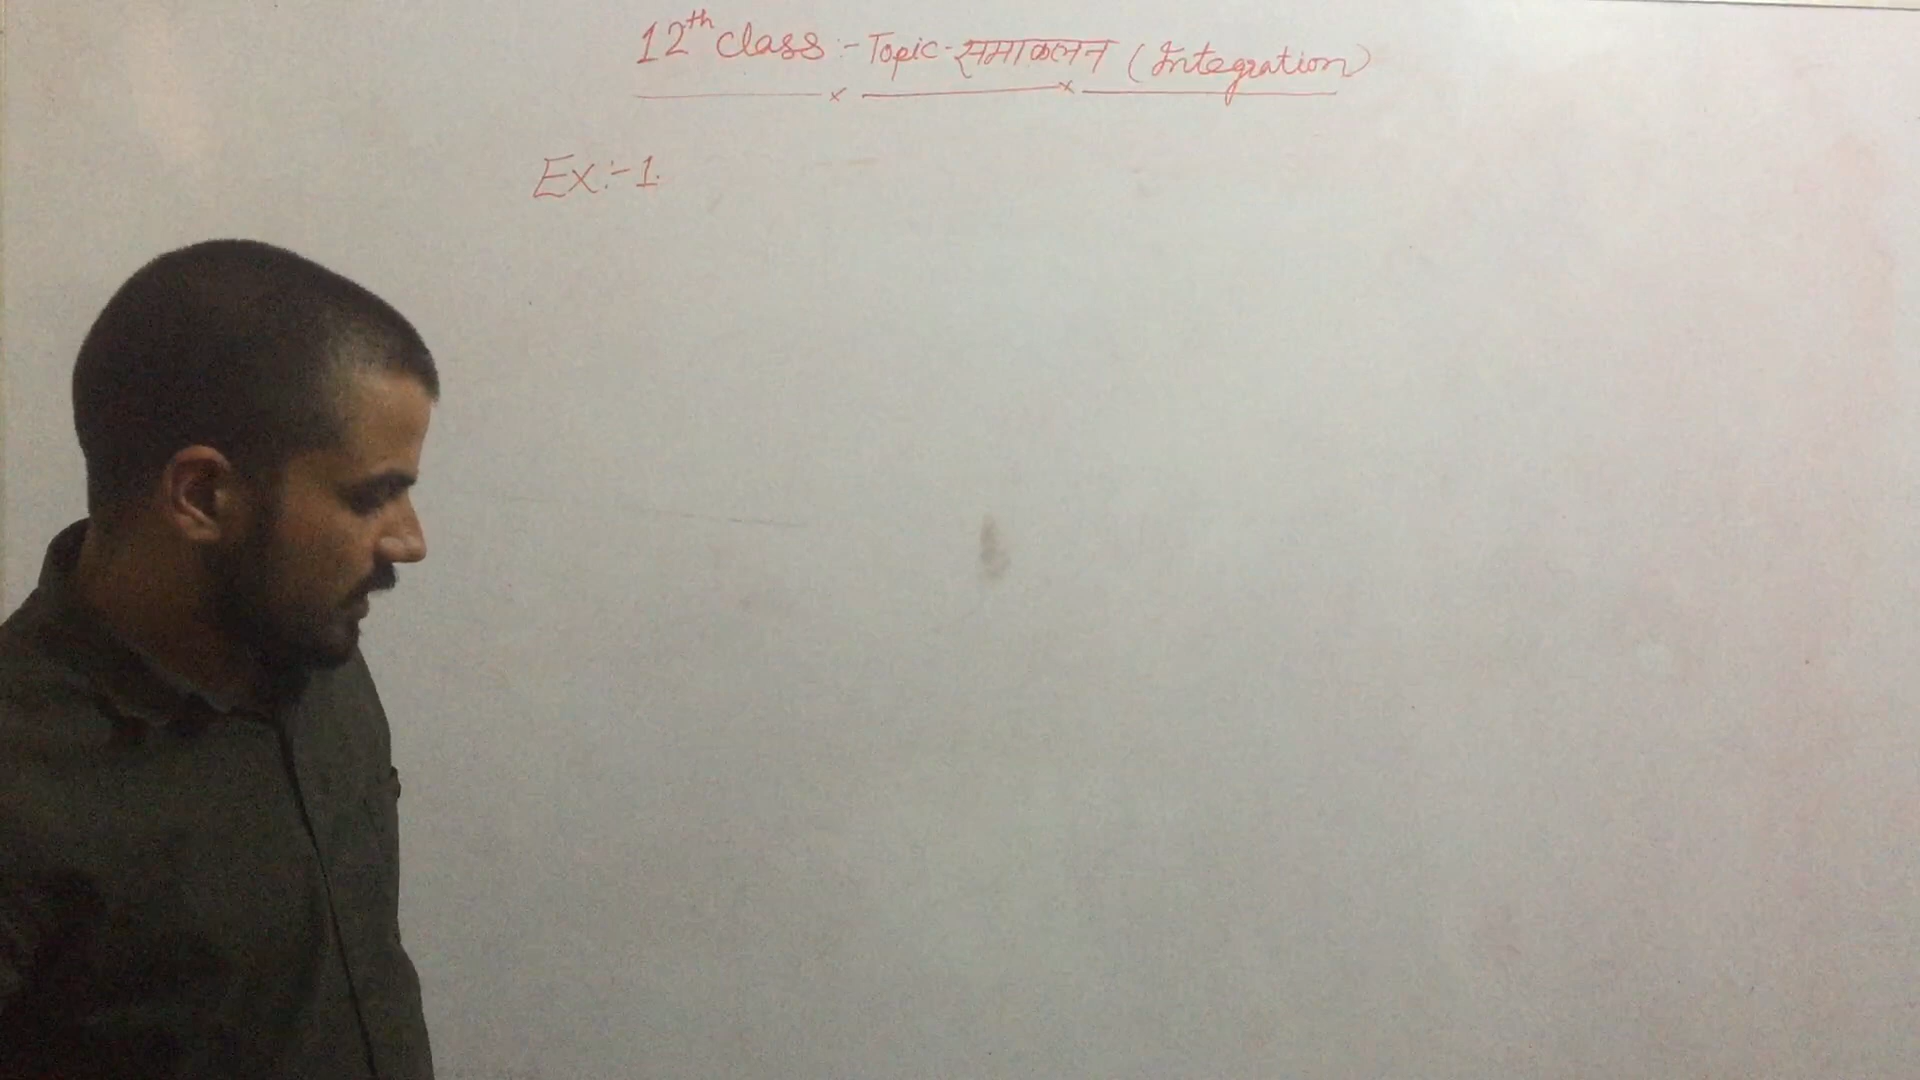 12th class :- Topic - समाकलन (Integration)
Ex:-1.